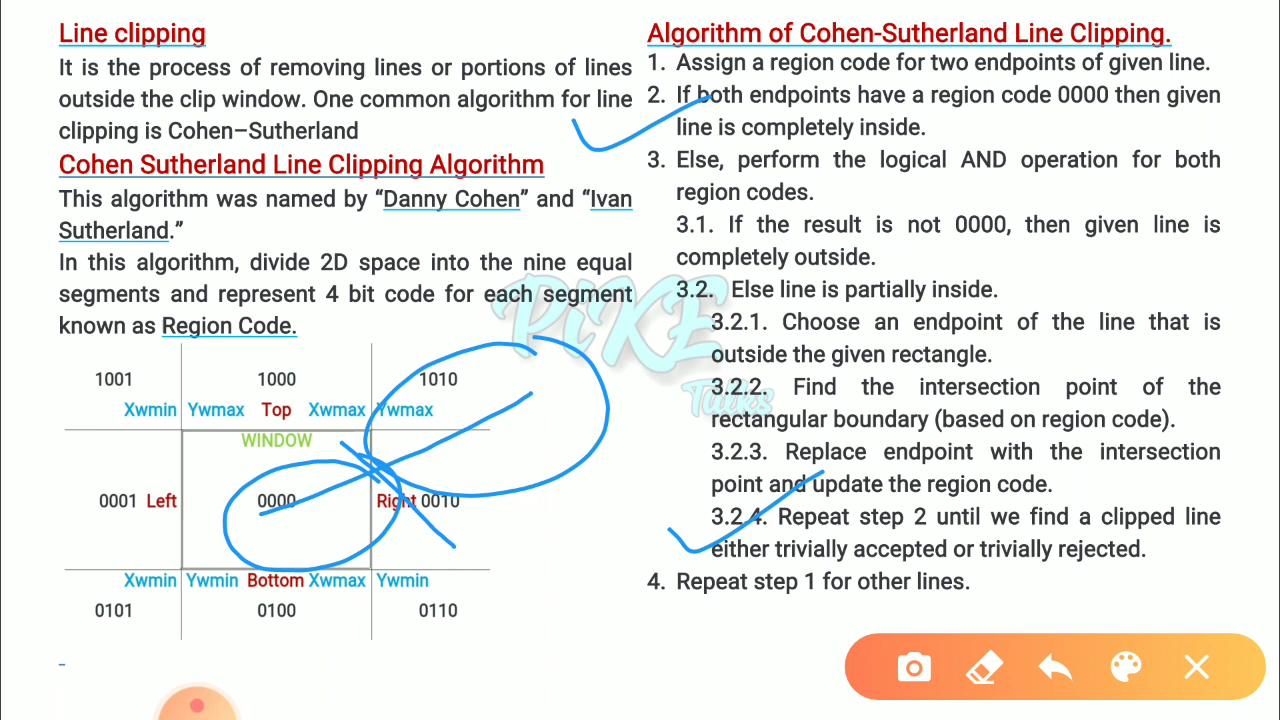 Line clipping
It is the process of removing lines or portions of lines
outside the clip window. One common algorithm for line
clipping is Cohen–Sutherland
Cohen Sutherland Line Clipping Algorithm
This algorithm was named by “Danny Cohen” and “Ivan
Sutherland.”
In this algorithm, divide 2D space into the nine equal
segments and represent 4 bit code for each segment
known as Region Code.
1001 1000 1010
Xwmin Ywmax Top Xwmax Ywmax
WINDOW
0001 Left 0000 Right 0010
Xwmin Ywmin Bottom Xwmax Ywmin
0101 0100 0110
Algorithm of Cohen-Sutherland Line Clipping.
1. Assign a region code for two endpoints of given line.
2. If both endpoints have a region code 0000 then given
line is completely inside.
3. Else, perform the logical AND operation for both
region codes.
3.1. If the result is not 0000, then given line is
completely outside.
3.2. Else line is partially inside.
3.2.1. Choose an endpoint of the line that is
outside the given rectangle.
3.2.2. Find the intersection point of the
rectangular boundary (based on region code).
3.2.3. Replace endpoint with the intersection
point and update the region code.
3.2.4. Repeat step 2 until we find a clipped line
either trivially accepted or trivially rejected.
4. Repeat step 1 for other lines.
PiKE
Talks